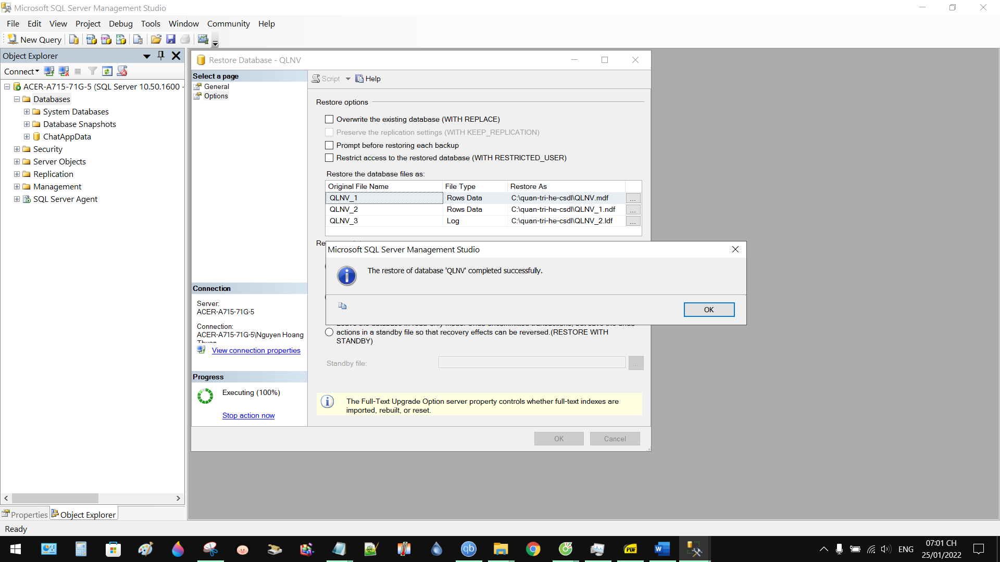 Microsoft SQL Server Management Studio
File Edit View Project Debug Tools Window Community Help
New Query
Object Explorer
Connect
ACER-A715-71G-5 (SQL Server 10.50.1600 -
Databases
System Databases
Database Snapshots
ChatAppData
Security
Server Objects
Replication
Management
SQL Server Agent
Properties
Object Explorer
Restore Database - QLNV
Select a page
General
Options
Script
Help
Restore options
Overwrite the existing database (WITH REPLACE)
Preserve the replication settings (WITH KEEP_REPLICATION)
Prompt before restoring each backup
Restrict access to the restored database (WITH RESTRICTED_USER)
Restore the database files as:
Original File Name File Type Restore As
QLNV_1 Rows Data C:\quan-tri-he-csdl\QLNV.mdf ...
QLNV_2 Rows Data C:\quan-tri-he-csdl\QLNV_1.ndf ...
QLNV_3 Log C:\quan-tri-he-csdl\QLNV_2.ldf ...
Microsoft SQL Server Management Studio
The restore of database 'QLNV' completed successfully.
OK
actions in a standby file so that recovery effects can be reversed.(RESTORE WITH
STANDBY)
Standby file:
...
The Full-Text Upgrade Option server property controls whether full-text indexes are
imported, rebuilt, or reset.
Connection
Server:
ACER-A715-71G-5
Connection:
ACER-A715-71G-5\Nguyen Hoang
View connection properties
Progress
Executing (100%)
Stop action now
OK
Cancel
Ready
qb
PDF
W
ENG
07:01 CH
25/01/2022